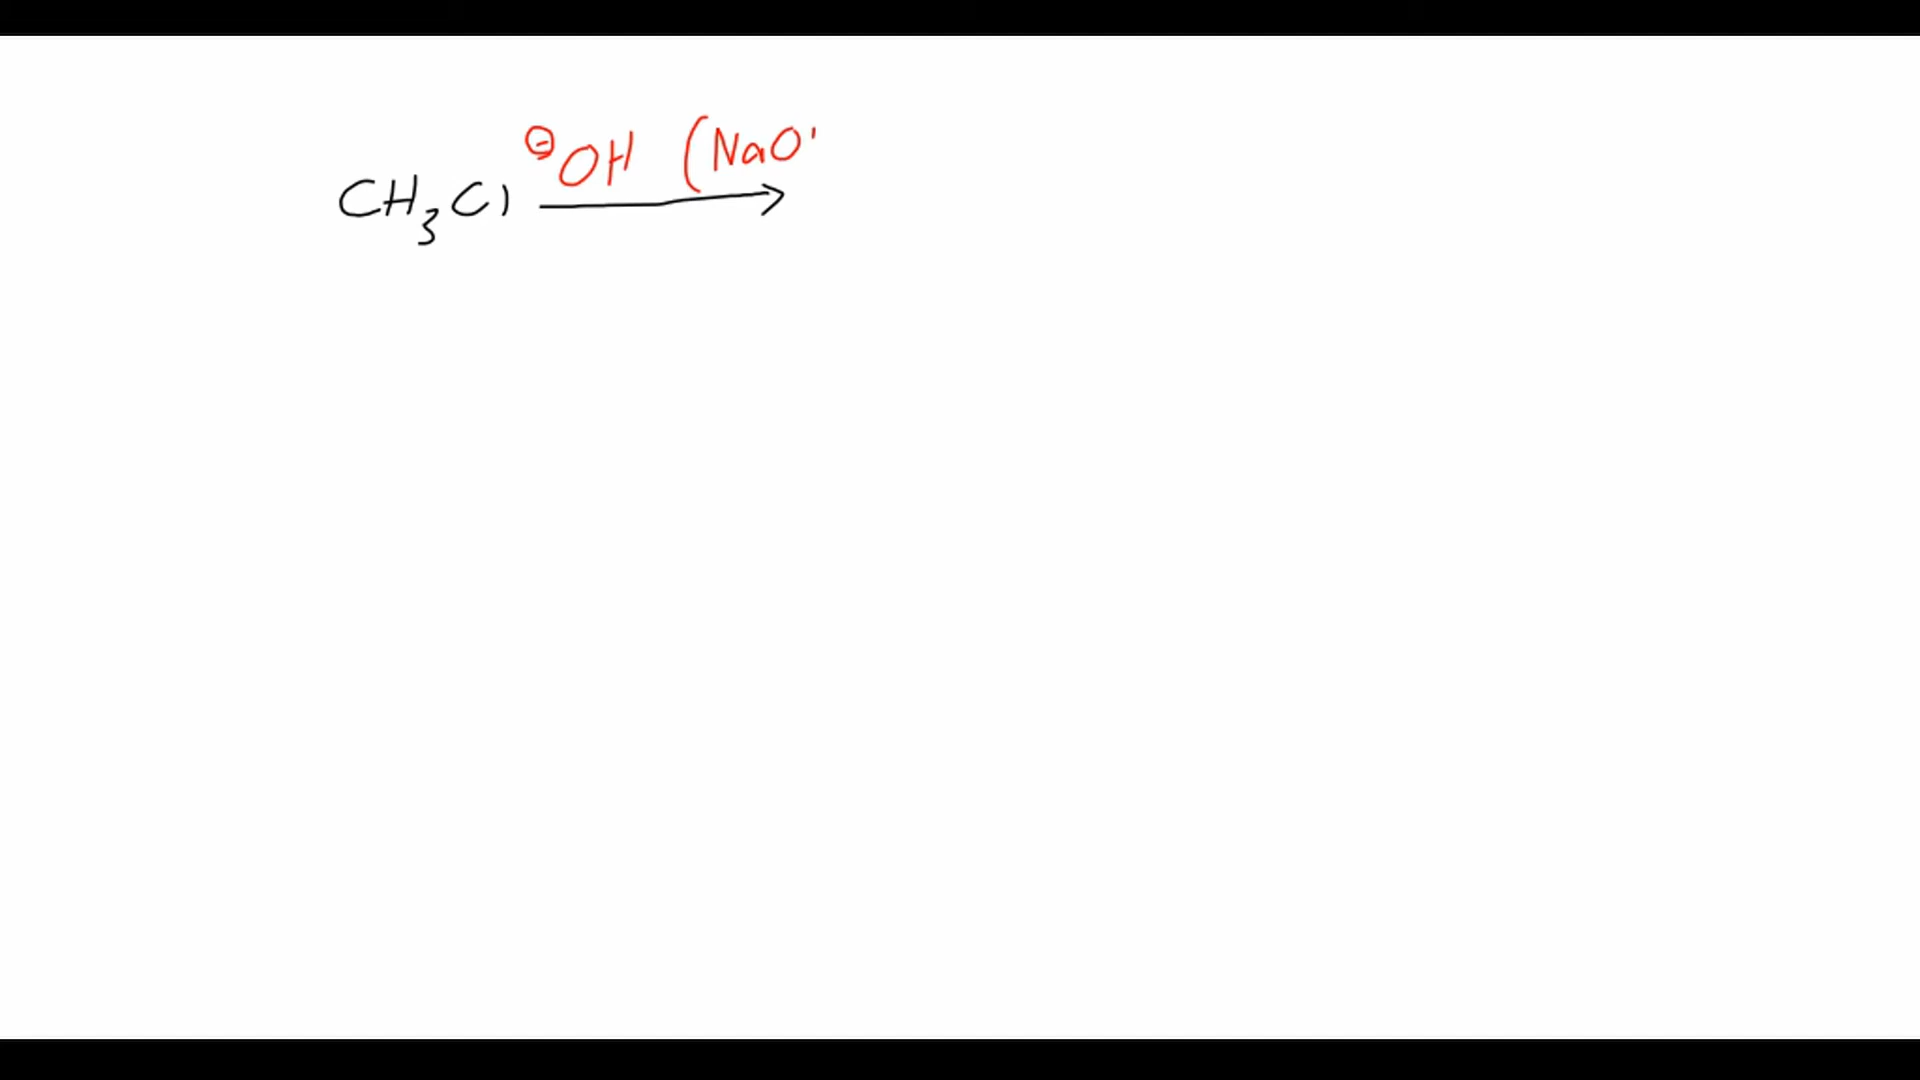 ⊖OH (NaO
CH₃Cl ⟶